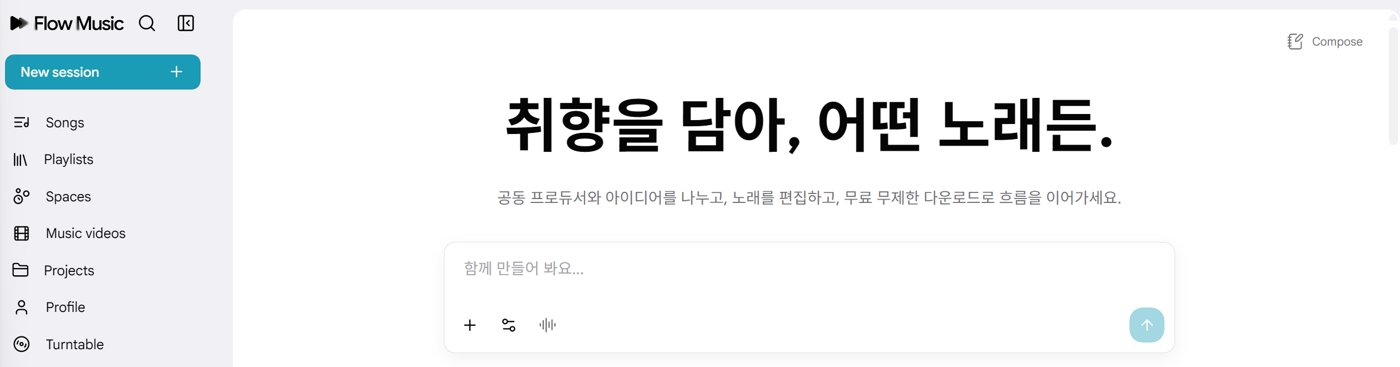 Flow Music
New session
Songs
Playlists
Spaces
Music videos
Projects
Profile
Turntable
Compose
취향을 담아, 어떤 노래든.
공동 프로듀서와 아이디어를 나누고, 노래를 편집하고, 무료 무제한 다운로드로 흐름을 이어가세요.
함께 만들어 봐요...